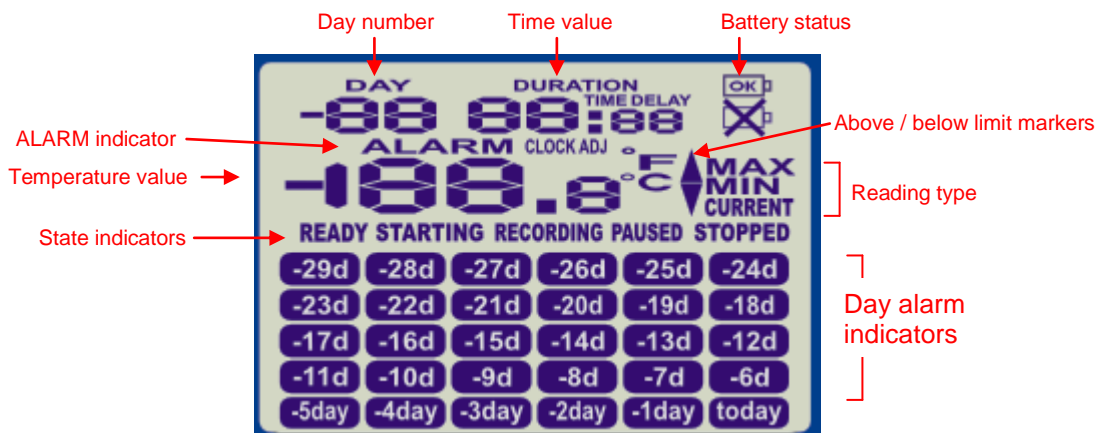 Day number Time value Battery status
DAY DURATION OK
-88 88:88 TIME DELAY
ALARM indicator ALARM CLOCK ADJ °F Above / below limit markers
Temperature value -188.8 °C MAX
MIN Reading type
CURRENT
State indicators READY STARTING RECORDING PAUSED STOPPED
-29d -28d -27d -26d -25d -24d
-23d -22d -21d -20d -19d -18d
-17d -16d -15d -14d -13d -12d
-11d -10d -9d -8d -7d -6d
-5day -4day -3day -2day -1day today
Day alarm
indicators